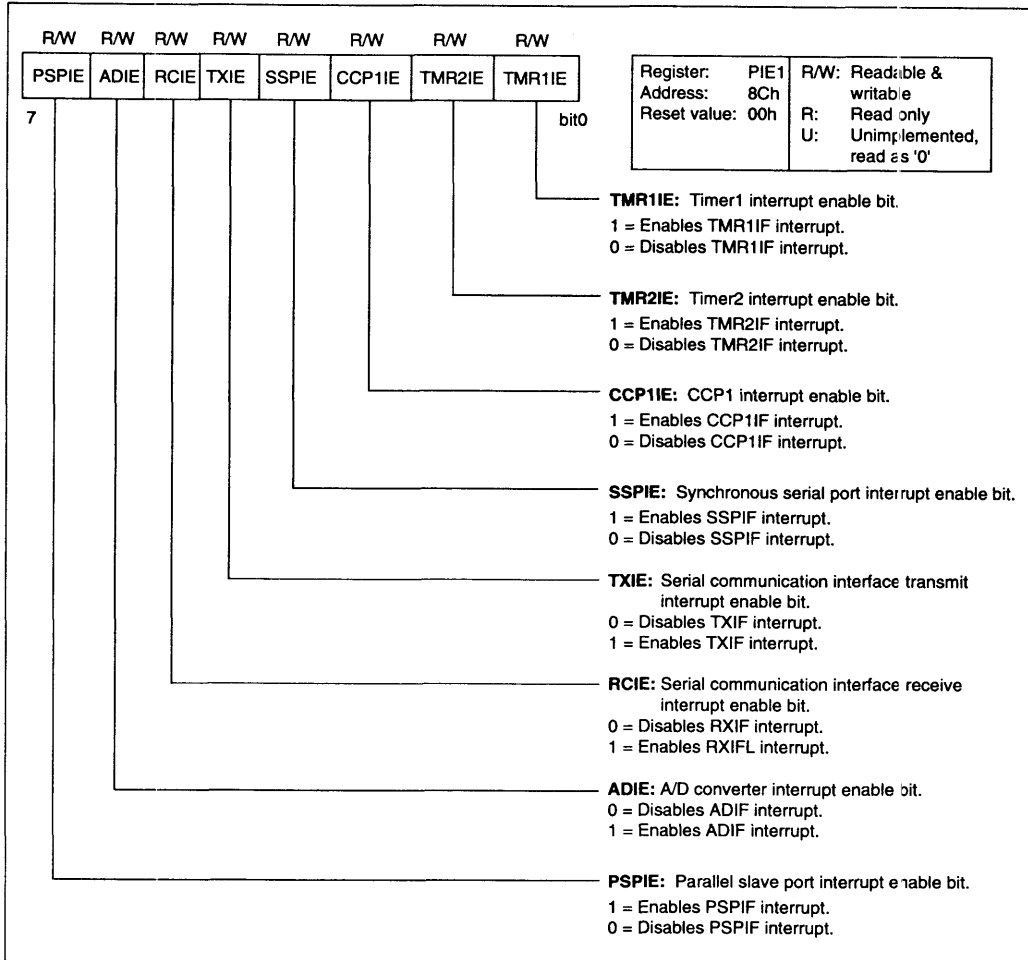 R/W R/W R/W R/W R/W R/W R/W R/W
PSPIE ADIE RCIE TXIE SSPIE CCP1IE TMR2IE TMR1IE
7 bit0
Register: PIE1
Address: 8Ch
Reset value: 00h
R/W: Readable &
writable
R: Read only
U: Unimplemented,
read as '0'
TMR1IE: Timer1 interrupt enable bit.
1 = Enables TMR1IF interrupt.
0 = Disables TMR1IF interrupt.
TMR2IE: Timer2 interrupt enable bit.
1 = Enables TMR2IF interrupt.
0 = Disables TMR2IF interrupt.
CCP1IE: CCP1 interrupt enable bit.
1 = Enables CCP1IF interrupt.
0 = Disables CCP1IF interrupt.
SSPIE: Synchronous serial port interrupt enable bit.
1 = Enables SSPIF interrupt.
0 = Disables SSPIF interrupt.
TXIE: Serial communication interface transmit
interrupt enable bit.
0 = Disables TXIF interrupt.
1 = Enables TXIF interrupt.
RCIE: Serial communication interface receive
interrupt enable bit.
0 = Disables RXIF interrupt.
1 = Enables RXIFL interrupt.
ADIE: A/D converter interrupt enable bit.
0 = Disables ADIF interrupt.
1 = Enables ADIF interrupt.
PSPIE: Parallel slave port interrupt enable bit.
1 = Enables PSPIF interrupt.
0 = Disables PSPIF interrupt.